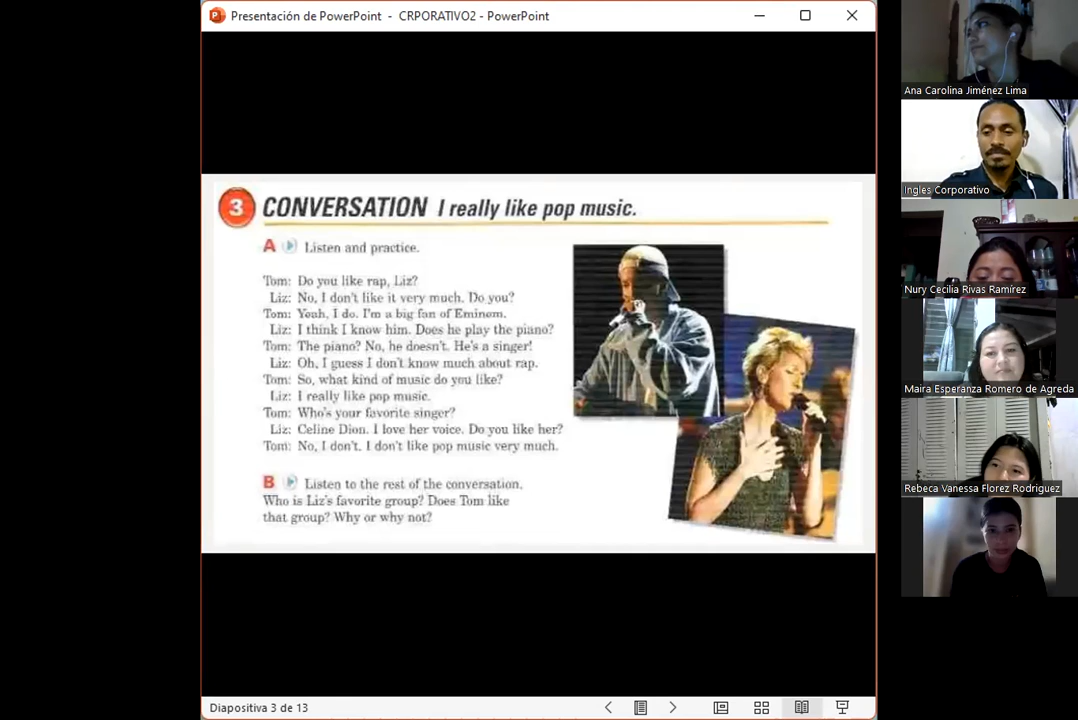 Presentación de PowerPoint - CRPORATIVO2 - PowerPoint
3 CONVERSATION I really like pop music.
A Listen and practice.
Tom: Do you like rap, Liz?
Liz: No, I don't like it very much. Do you?
Tom: Yeah, I do. I'm a big fan of Eminem.
Liz: I think I know him. Does he play the piano?
Tom: The piano? No, he doesn't. He's a singer!
Liz: Oh, I guess I don't know much about rap.
Tom: So, what kind of music do you like?
Liz: I really like pop music.
Tom: Who's your favorite singer?
Liz: Celine Dion. I love her voice. Do you like her?
Tom: No, I don't. I don't like pop music very much.
B Listen to the rest of the conversation.
Who is Liz's favorite group? Does Tom like
that group? Why or why not?
Diapositiva 3 de 13
Ana Carolina Jiménez Lima
Ingles Corporativo
Nury Cecilia Rivas Ramírez
Maira Esperanza Romero de Agreda
Rebeca Vanessa Florez Rodriguez